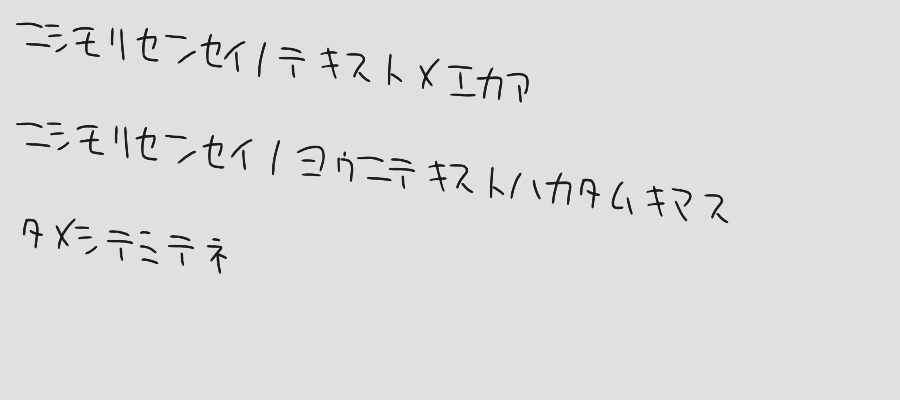 ニシモリセンセイノテキストメエカア
ニシモリセンセイノヨウニテキストハカタムキマス
タメシテミテネ